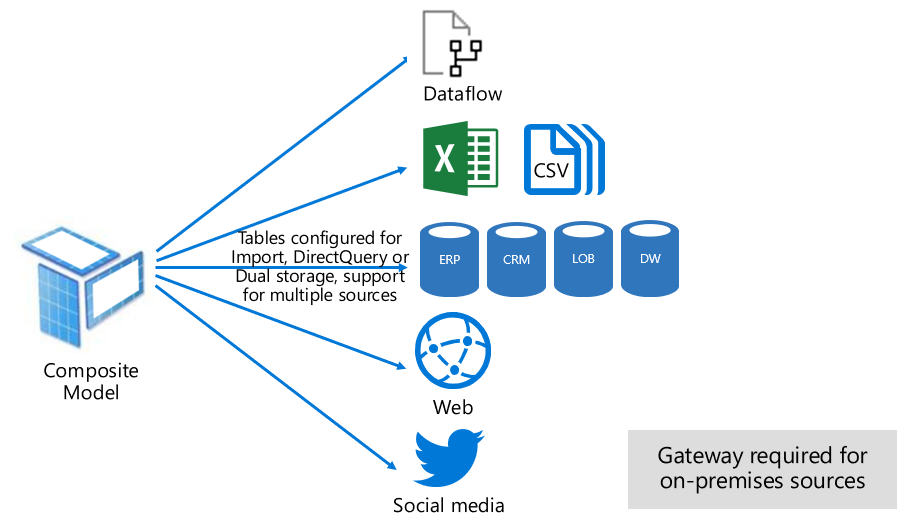 Dataflow
X
CSV
Tables configured for
Import, DirectQuery or
Dual storage, support
for multiple sources
ERP
CRM
LOB
DW
Composite
Model
Web
Social media
Gateway required for
on-premises sources